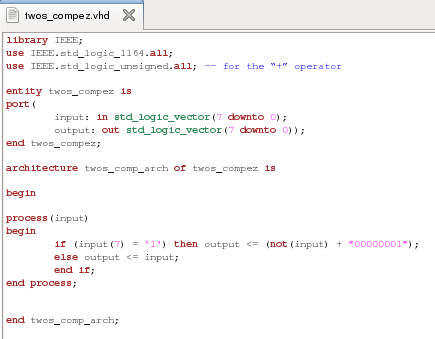 twos_compez.vhd
library IEEE;
use IEEE.std_logic_1164.all;
use IEEE.std_logic_unsigned.all; -- for the “+” operator
entity twos_compez is
port(
input: in std_logic_vector(7 downto 0);
output: out std_logic_vector(7 downto 0));
end twos_compez;
architecture twos_comp_arch of twos_compez is
begin
process(input)
begin
if (input(7) = '1') then output <= (not(input) + "00000001");
else output <= input;
end if;
end process;
end twos_comp_arch;